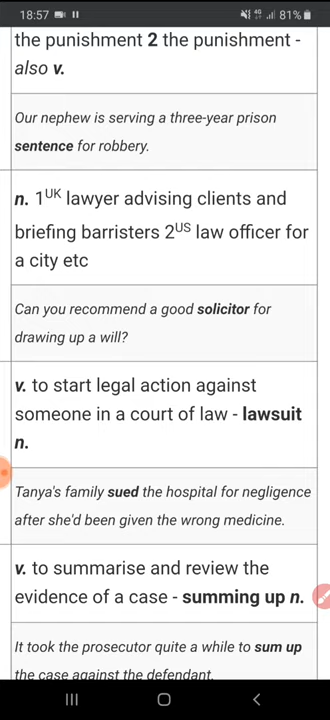 18:57 4G 81%
the punishment 2 the punishment -
also v.
Our nephew is serving a three-year prison
sentence for robbery.
n. 1UK lawyer advising clients and
briefing barristers 2US law officer for
a city etc
Can you recommend a good solicitor for
drawing up a will?
v. to start legal action against
someone in a court of law - lawsuit
n.
Tanya's family sued the hospital for negligence
after she'd been given the wrong medicine.
v. to summarise and review the
evidence of a case - summing up n.
It took the prosecutor quite a while to sum up
the case against the defendant.